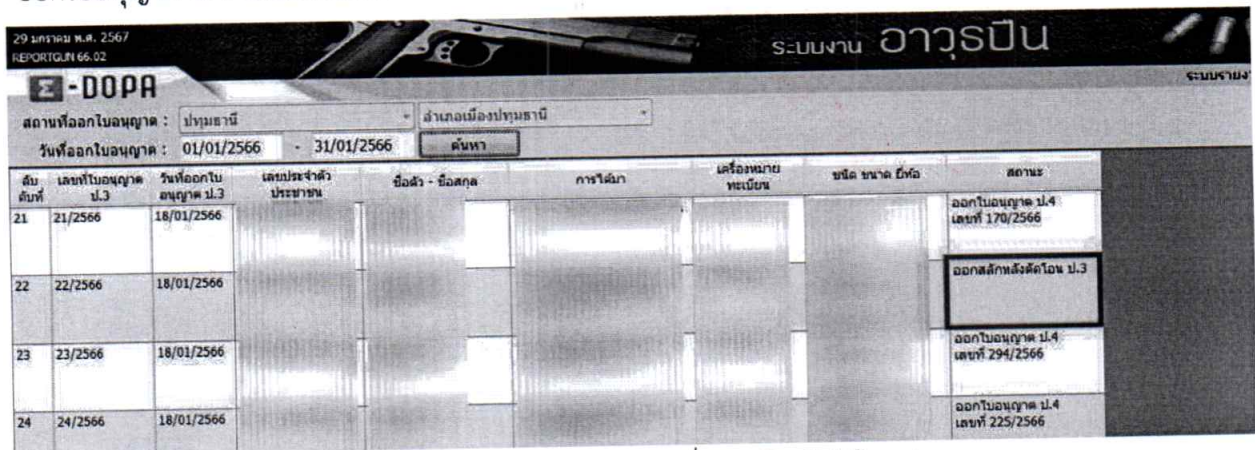 29 มกราคม พ.ศ. 2567
REPORTGUN 66.02
ระบบงาน อาวุธปืน
Σ-DOPA
สถานที่ออกใบอนุญาต : ปทุมธานี อำเภอเมืองปทุมธานี
วันที่ออกใบอนุญาต : 01/01/2566 - 31/01/2566 ค้นหา
เลขที่ใบอนุญาต ป.3
วันที่ออกใบอนุญาต ป.3
เลขประจำตัวประชาชน
ชื่อตัว - ชื่อสกุล
การได้มา
เครื่องหมายทะเบียน
ชนิด ขนาด ยี่ห้อ
สถานะ
21 21/2566 18/01/2566 ออกใบอนุญาต ป.4
เลขที่ 170/2566
22 22/2566 18/01/2566 ออกสลักหลังตัดโอน ป.3
23 23/2566 18/01/2566 ออกใบอนุญาต ป.4
เลขที่ 294/2566
24 24/2566 18/01/2566 ออกใบอนุญาต ป.4
เลขที่ 225/2566